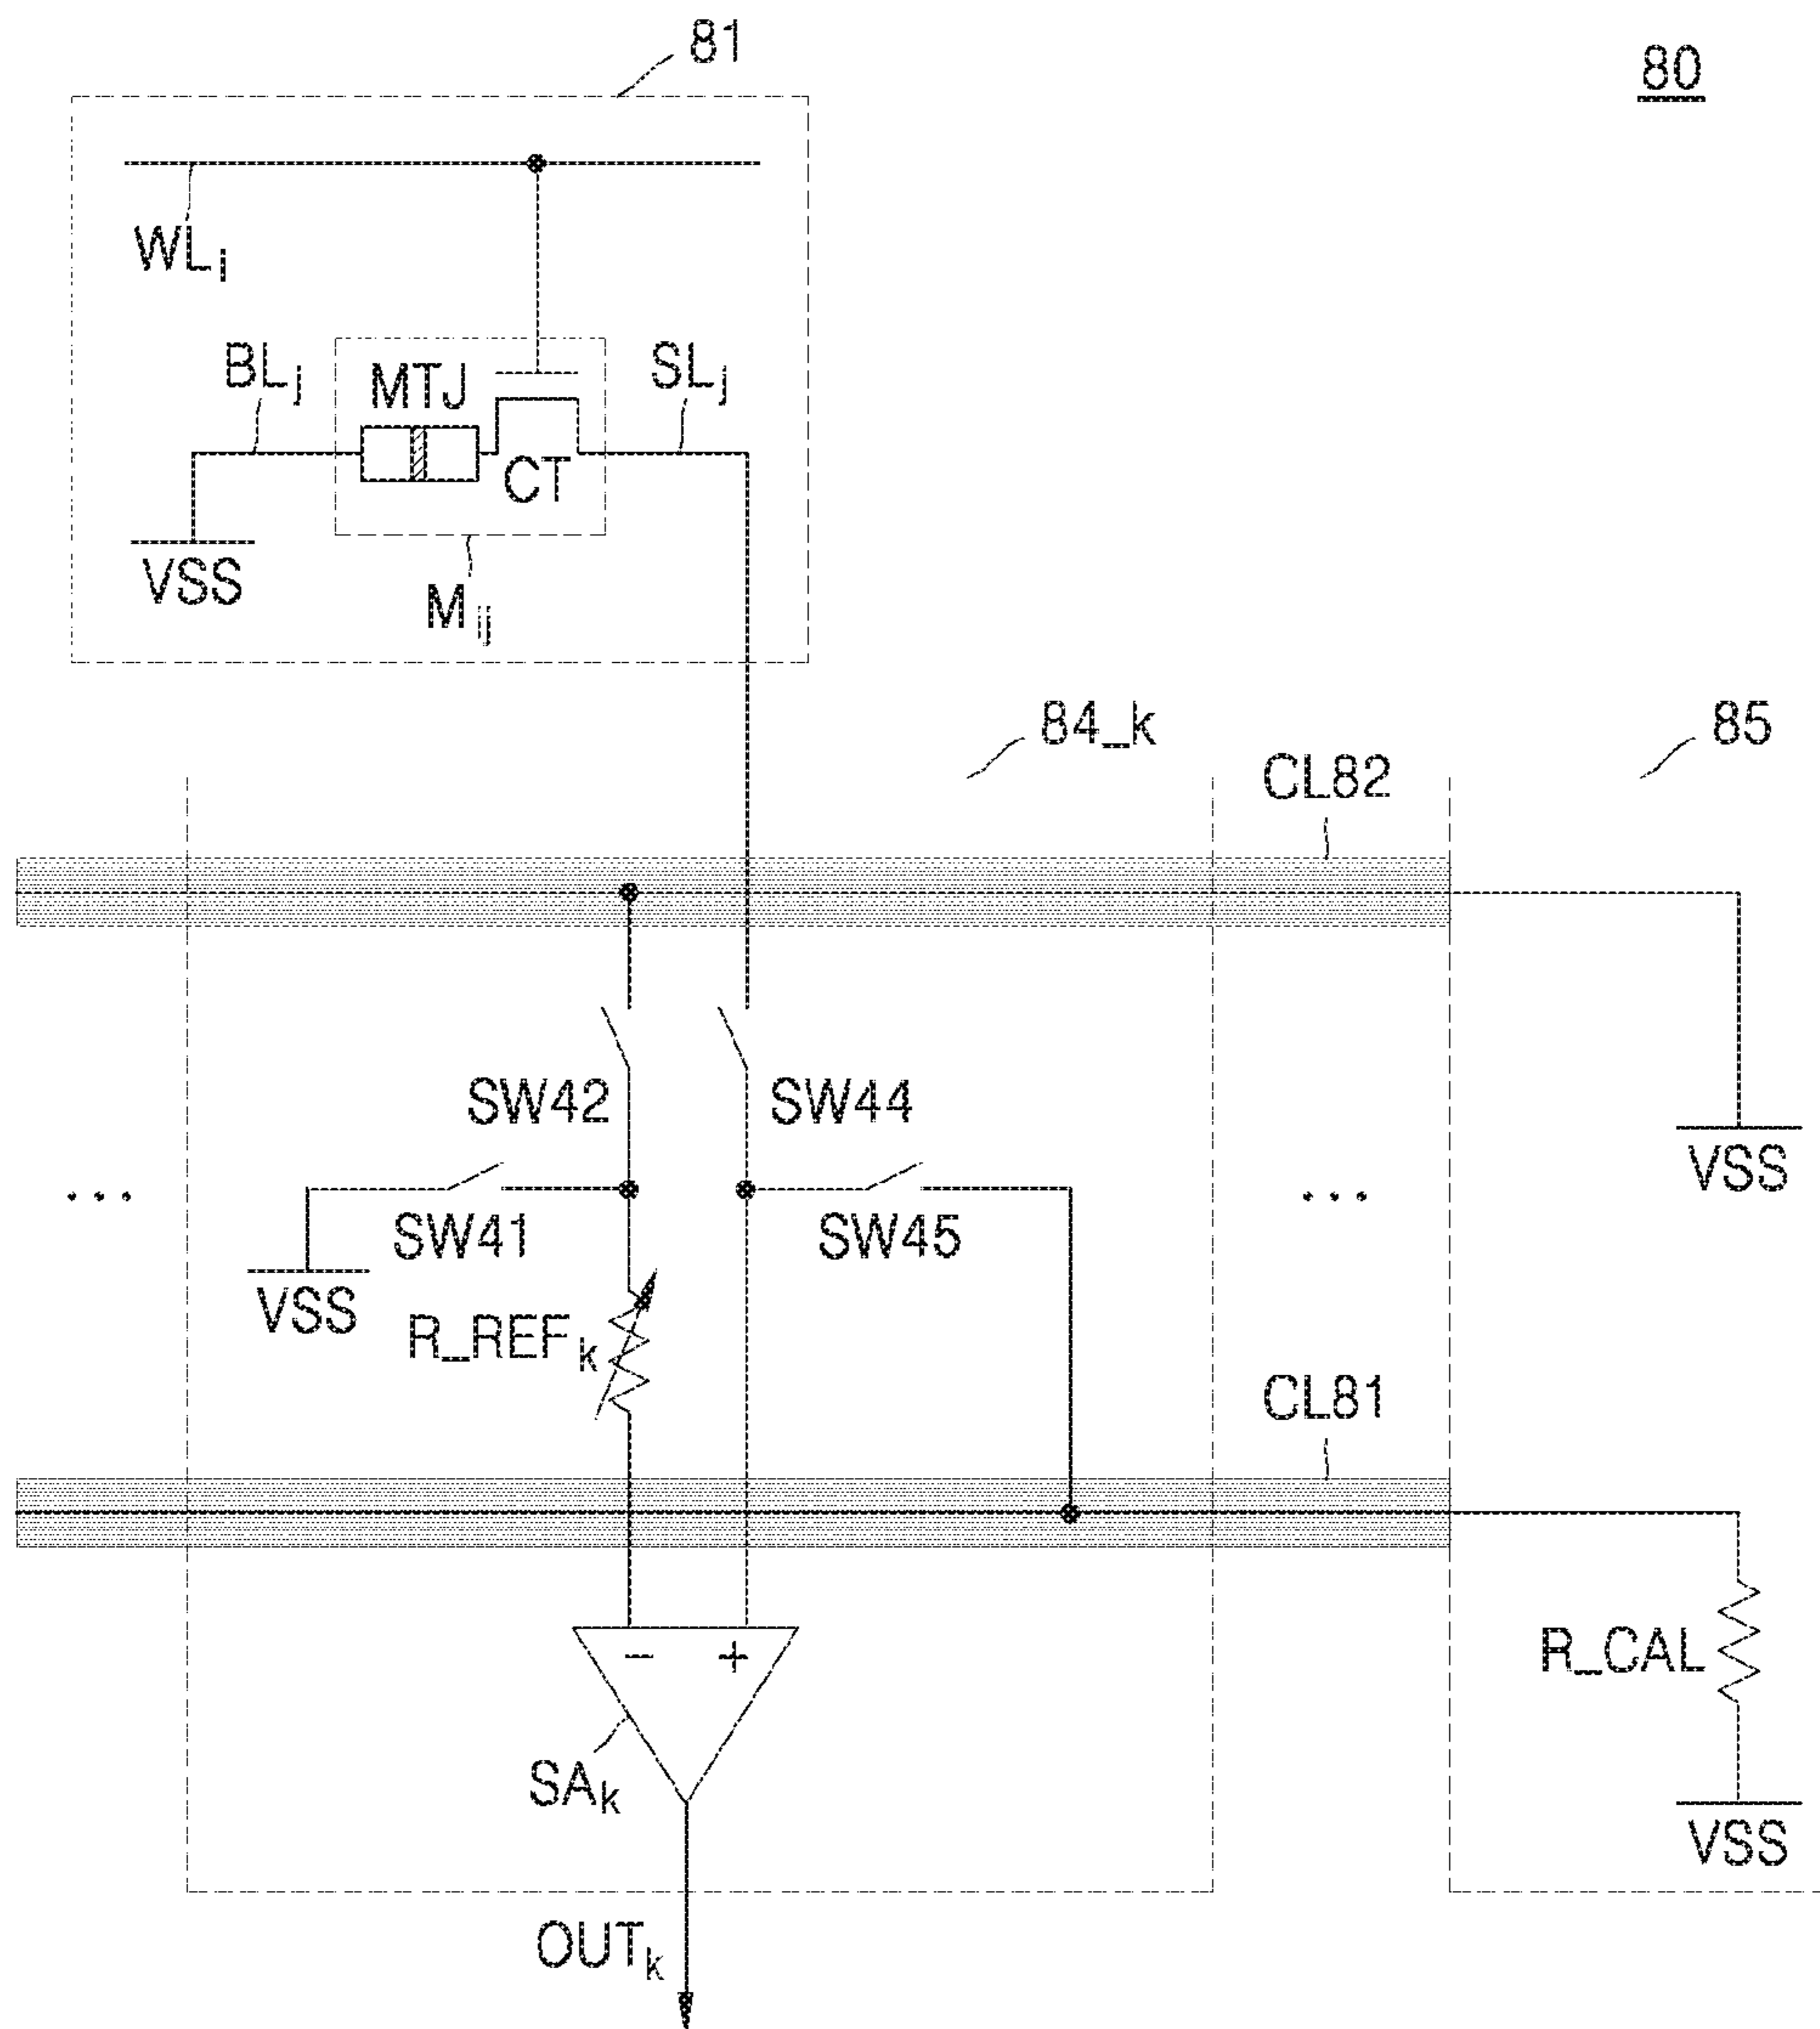 81
80
WLi
BLj
MTJ
SLj
CT
VSS
Mij
84_k
85
CL82
SW42
SW44
VSS
...
...
SW41
SW45
VSS
R_REFk
CL81
- +
R_CAL
SAk
VSS
OUTk